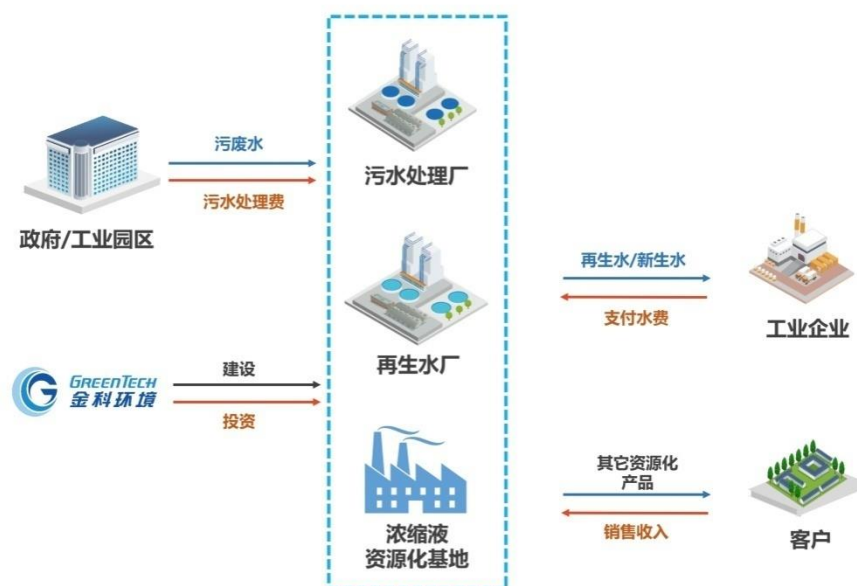 污水处理厂
污废水
污水处理费
政府/工业园区
再生水厂
再生水/新生水
支付水费
工业企业
GREENTECH
金科环境
建设
投资
浓缩液
资源化基地
其它资源化
产品
销售收入
客户